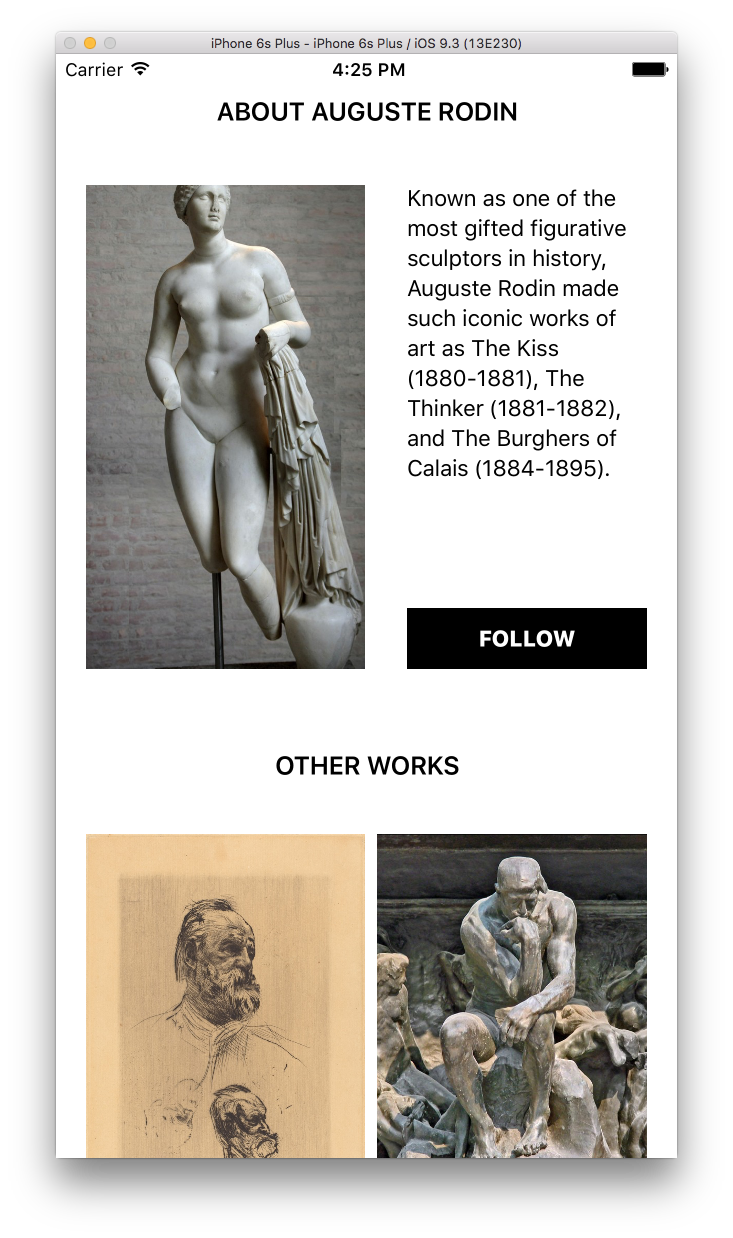 iPhone 6s Plus - iPhone 6s Plus / iOS 9.3 (13E230)
Carrier 4:25 PM
ABOUT AUGUSTE RODIN
Known as one of the
most gifted figurative
sculptors in history,
Auguste Rodin made
such iconic works of
art as The Kiss
(1880-1881), The
Thinker (1881-1882),
and The Burghers of
Calais (1884-1895).
FOLLOW
OTHER WORKS